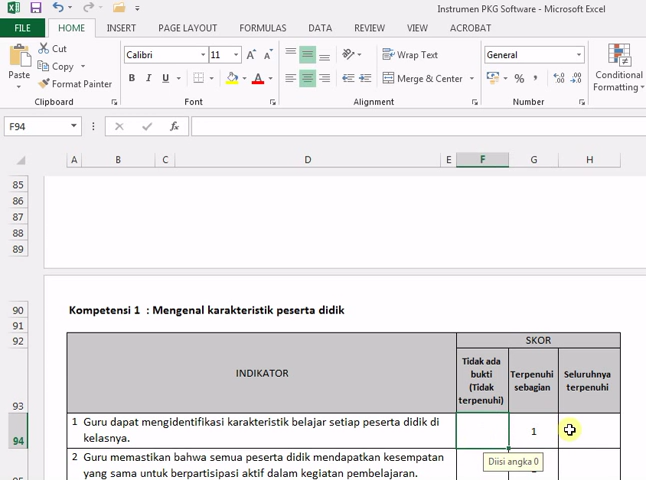 Instrumen PKG Software - Microsoft Excel
FILE HOME INSERT PAGE LAYOUT FORMULAS DATA REVIEW VIEW ACROBAT
Paste
Cut
Copy
Format Painter
Clipboard
Calibri 11 A A
B I U A
Font
Wrap Text
Merge & Center
Alignment
General
% , .0 .00 .00 .0
Number
Conditional
Formatting
F94 fx
A B C D E F G H
85
86
87
88
89
90 Kompetensi 1 : Mengenal karakteristik peserta didik
91
92 SKOR
93 INDIKATOR
Tidak ada
bukti
(Tidak
terpenuhi)
Terpenuhi
sebagian
Seluruhnya
terpenuhi
1 Guru dapat mengidentifikasi karakteristik belajar setiap peserta didik di
94 kelasnya. 1
2 Guru memastikan bahwa semua peserta didik mendapatkan kesempatan
yang sama untuk berpartisipasi aktif dalam kegiatan pembelajaran.
Diisi angka 0